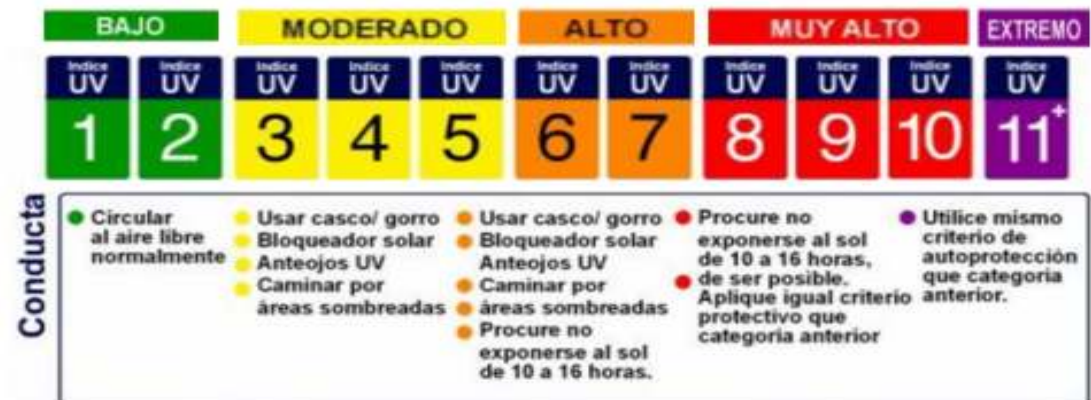 BAJO
MODERADO
ALTO
MUY ALTO
EXTREMO
Indice
UV
1
Indice
UV
2
Indice
UV
3
Indice
UV
4
Indice
UV
5
Indice
UV
6
Indice
UV
7
Indice
UV
8
Indice
UV
9
Indice
UV
10
Indice
UV
11+
Conducta
Circular
al aire libre
normalmente
Usar casco/ gorro
Bloqueador solar
Anteojos UV
Caminar por
áreas sombreadas
Usar casco/ gorro
Bloqueador solar
Anteojos UV
Caminar por
áreas sombreadas
Procure no
exponerse al sol
de 10 a 16 horas.
Procure no
exponerse al sol
de 10 a 16 horas,
de ser posible.
Aplique igual criterio
protectivo que
categoria anterior
Utilice mismo
criterio de
autoprotección
que categoria
anterior.